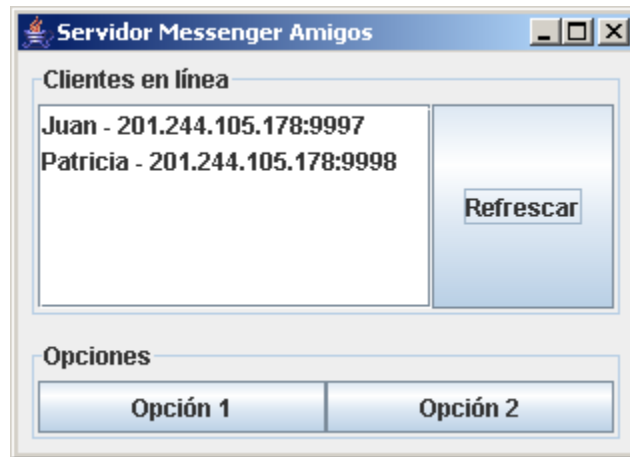 Servidor Messenger Amigos
Clientes en línea
Juan - 201.244.105.178:9997
Patricia - 201.244.105.178:9998
Refrescar
Opciones
Opción 1
Opción 2